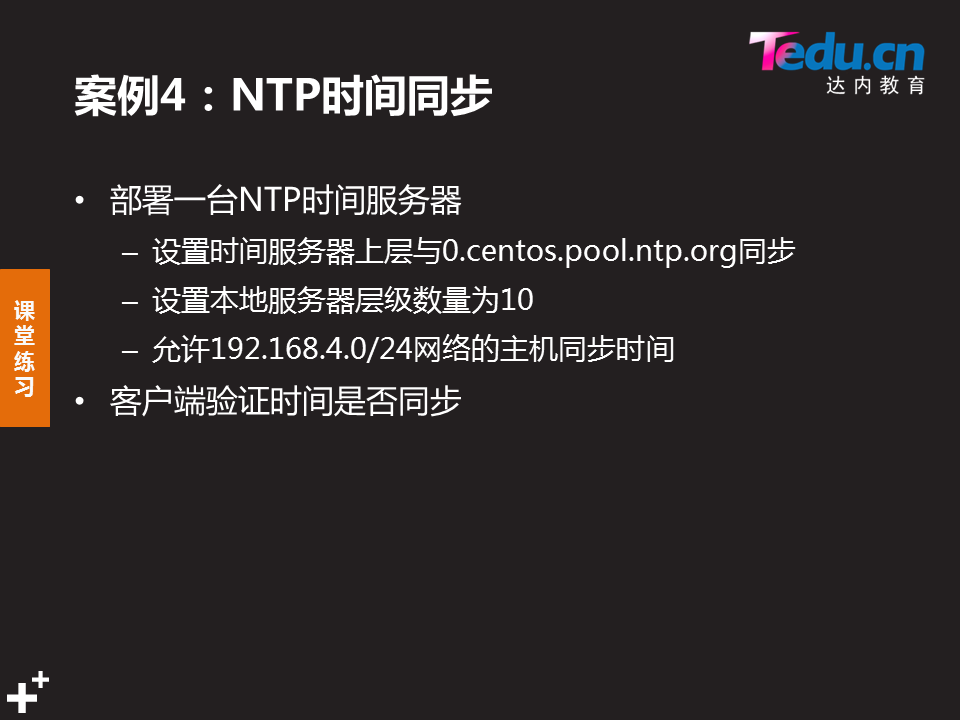 Tedu.cn
达内教育
案例4：NTP时间同步
• 部署一台NTP时间服务器
– 设置时间服务器上层与0.centos.pool.ntp.org同步
– 设置本地服务器层级数量为10
– 允许192.168.4.0/24网络的主机同步时间
• 客户端验证时间是否同步
课堂练习